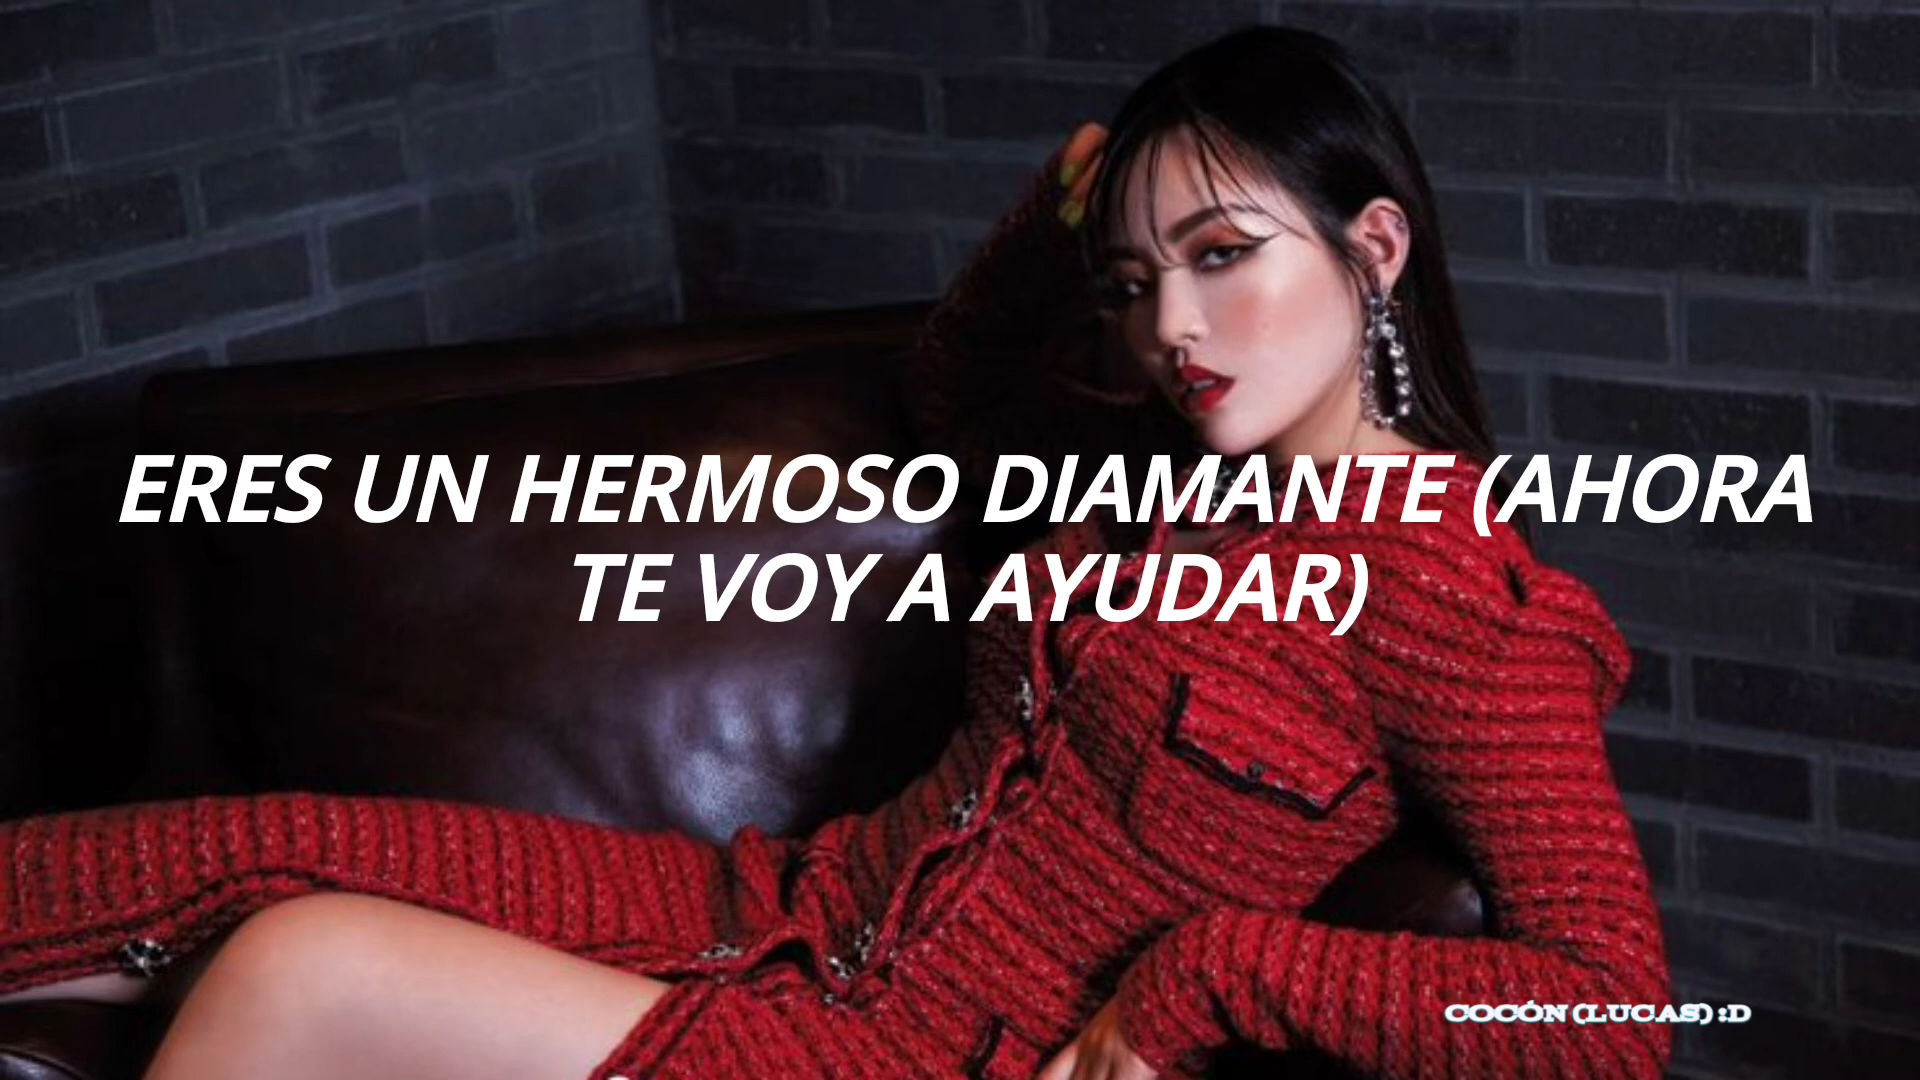 ERES UN HERMOSO DIAMANTE (AHORA
TE VOY A AYUDAR)
COCÓN (LUCAS) :D